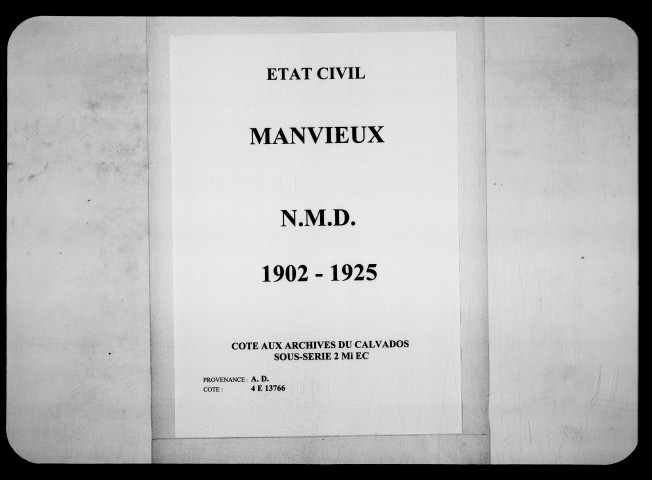 ETAT CIVIL
MANVIEUX
N.M.D.
1902 - 1925
COTE AUX ARCHIVES DU CALVADOS
SOUS-SERIE 2 Mi EC
PROVENANCE : A. D.
COTE : 4 E 13766